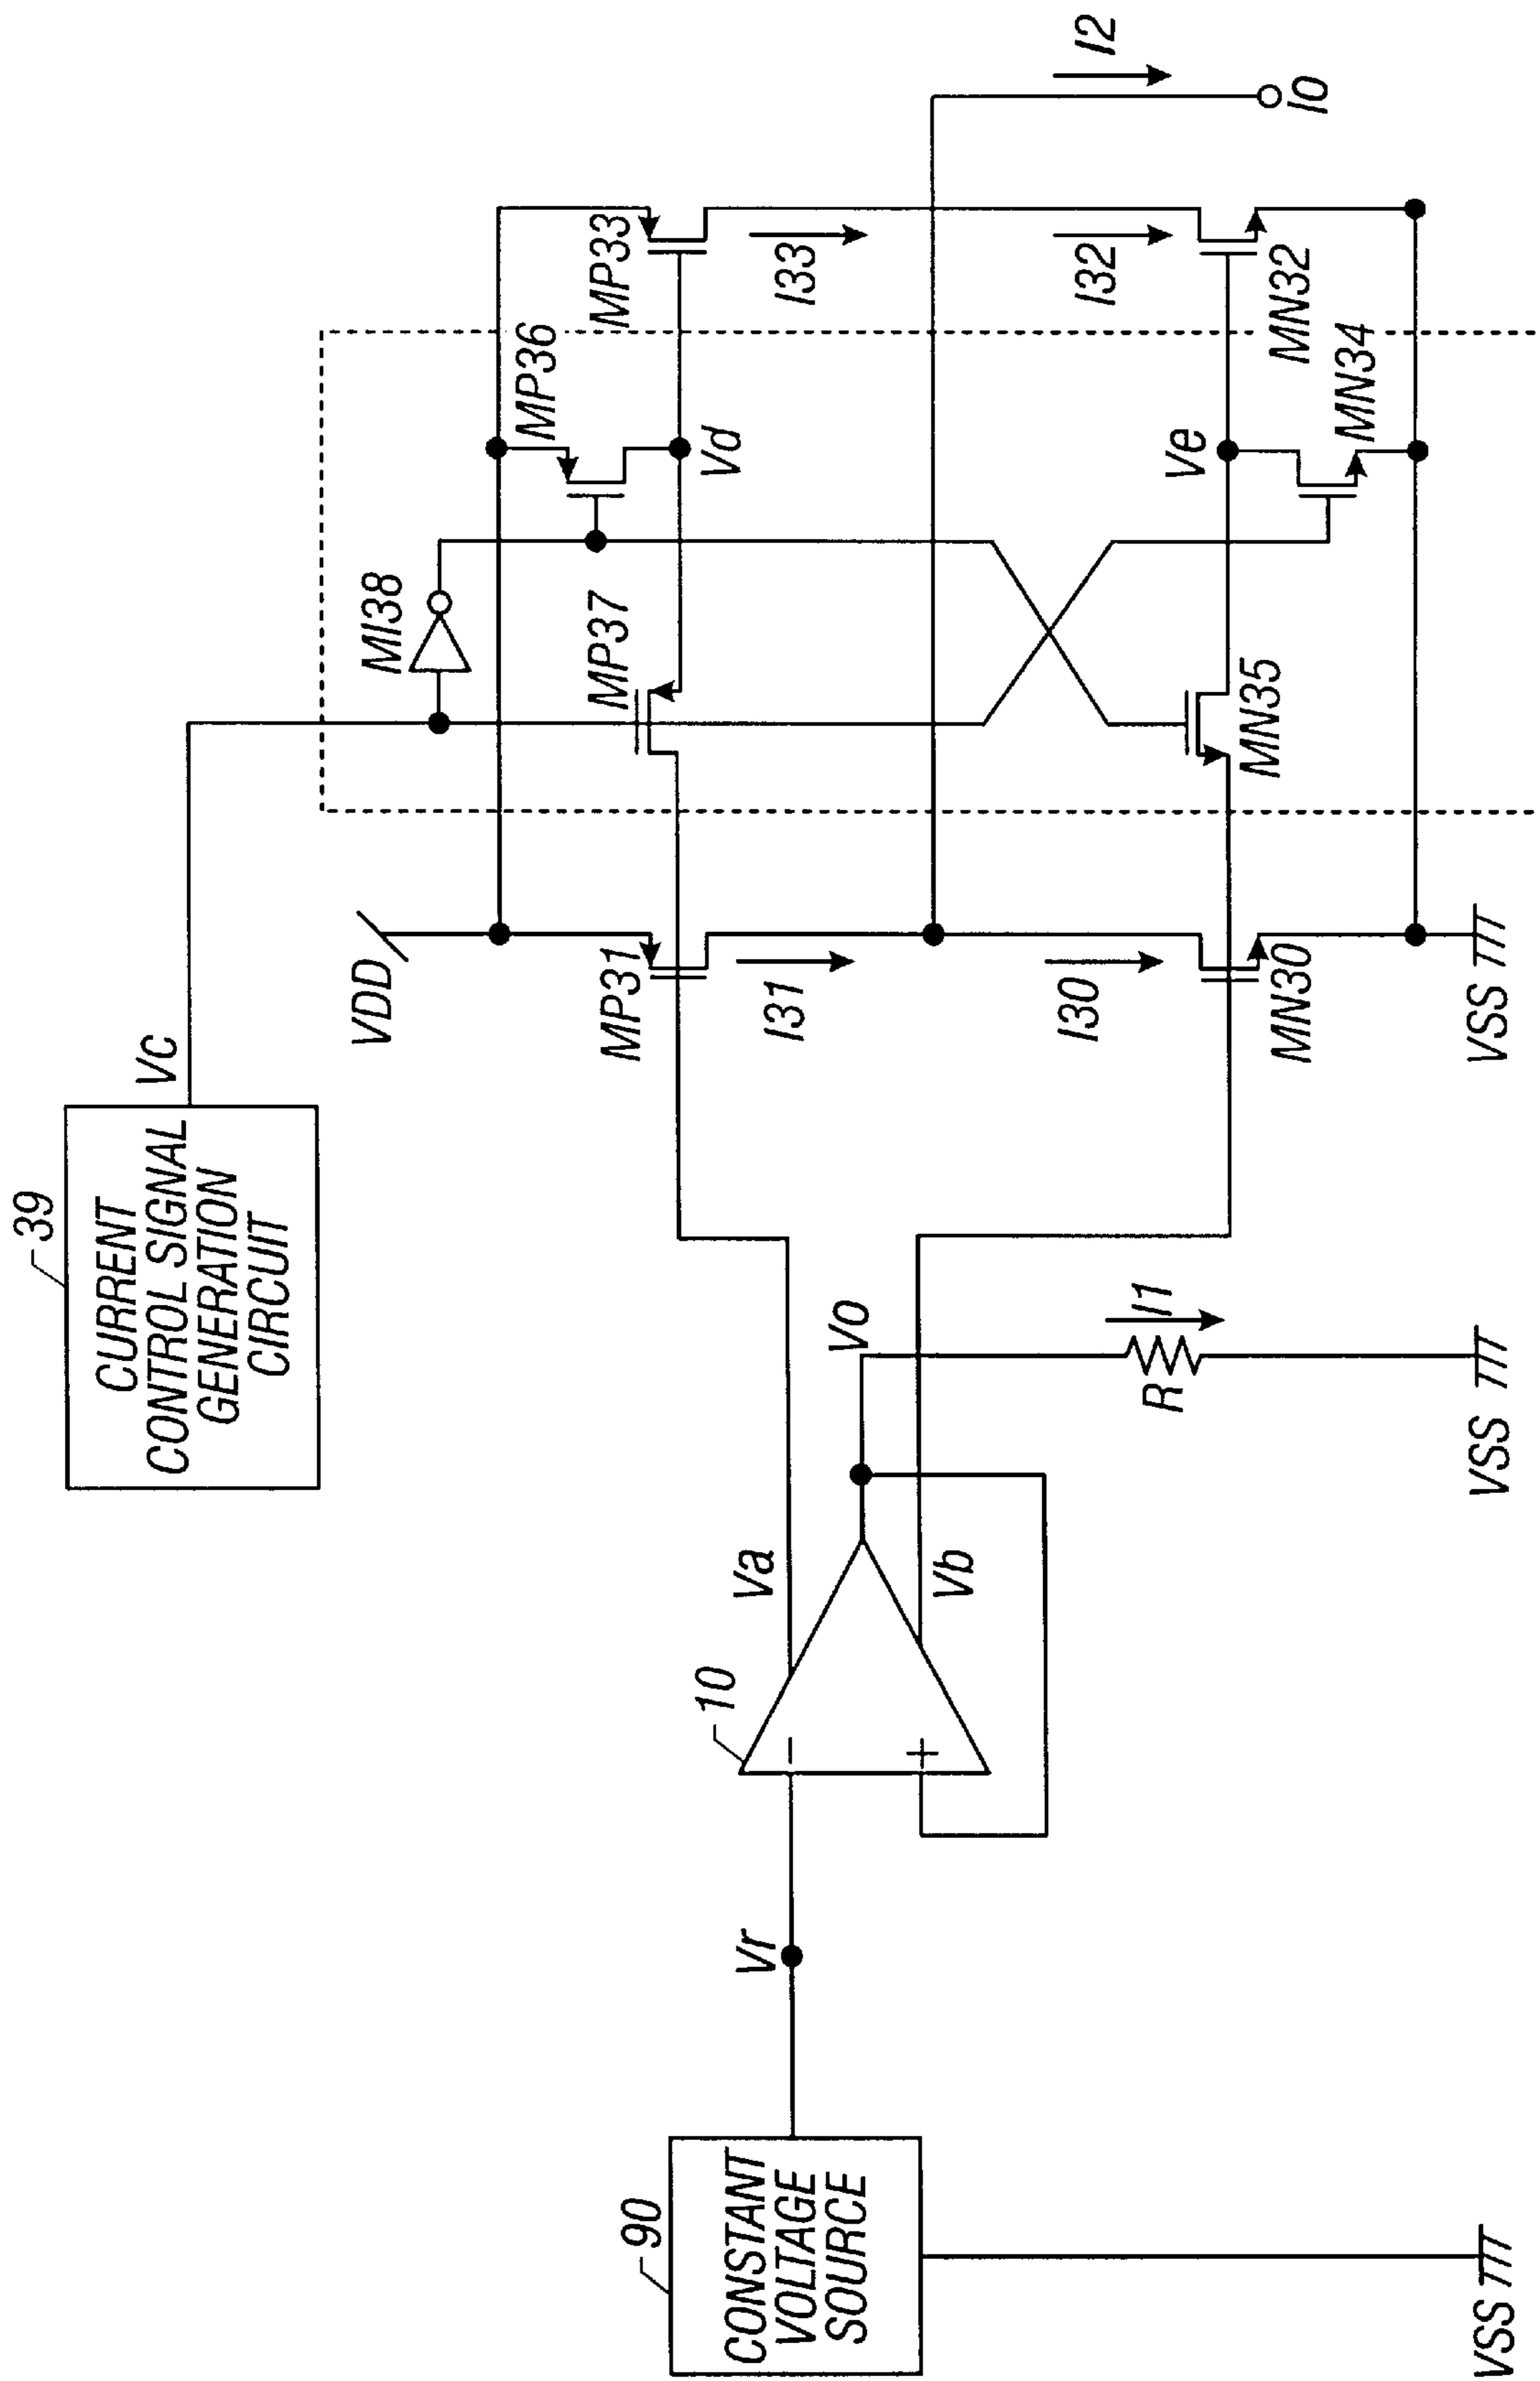 39
CURRENT
CONTROL SIGNAL
GENERATION
CIRCUIT
Vc
VDD
MI38
MP36
MP37
MP33
MP31
Vd
I33
I31
I2
I32
I30
IO
Ve
MN35
MN34
MN32
MN30
VSS
90
CONSTANT
VOLTAGE
SOURCE
Vr
10
−
+
Va
Vb
VO
R
I1
VSS
VSS